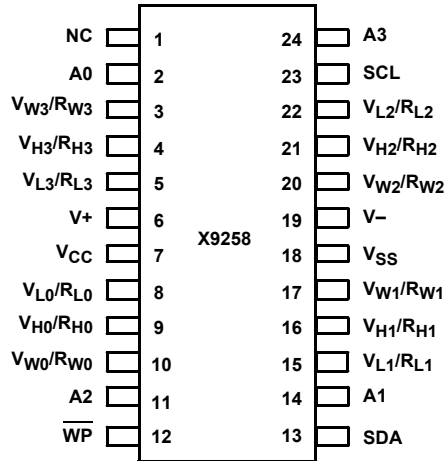 NC 1 24 A3
A0 2 23 SCL
VW3/RW3 3 22 VL2/RL2
VH3/RH3 4 21 VH2/RH2
VL3/RL3 5 20 VW2/RW2
V+ 6 19 V–
X9258
VCC 7 18 VSS
VL0/RL0 8 17 VW1/RW1
VH0/RH0 9 16 VH1/RH1
VW0/RW0 10 15 VL1/RL1
A2 11 14 A1
WP 12 13 SDA